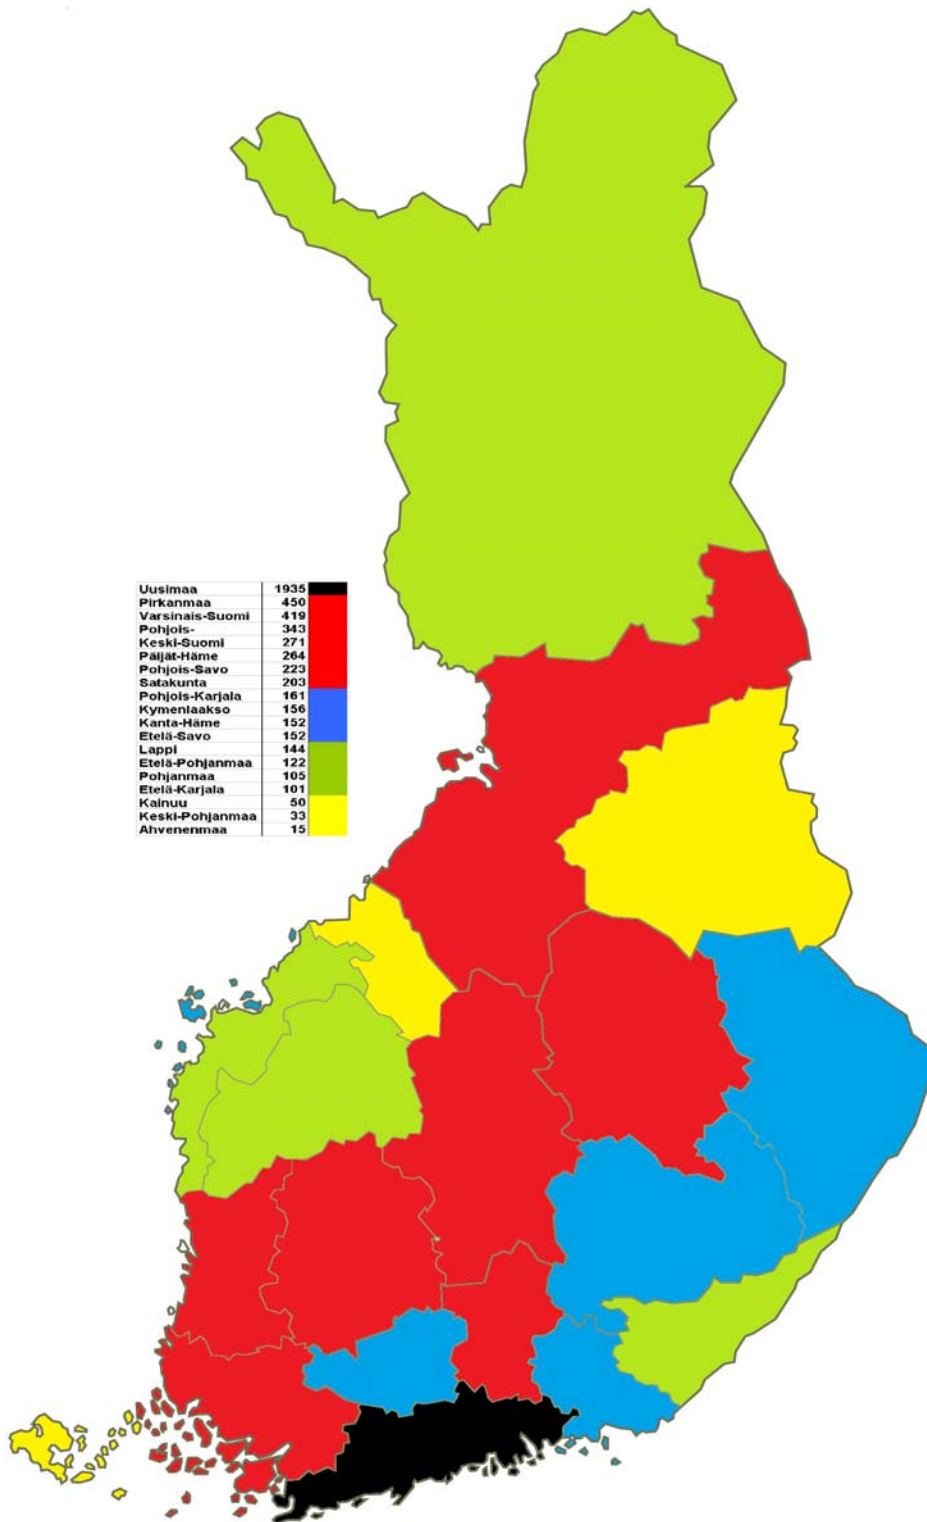 Uusimaa 1935
Pirkanmaa 450
Varsinais-Suomi 419
Pohjois- 343
Keski-Suomi 271
Päijät-Häme 264
Pohjois-Savo 223
Satakunta 203
Pohjois-Karjala 161
Kymenlaakso 156
Kanta-Häme 152
Etelä-Savo 152
Lappi 144
Etelä-Pohjanmaa 122
Pohjanmaa 105
Etelä-Karjala 101
Kainuu 50
Keski-Pohjanmaa 33
Ahvenenmaa 15